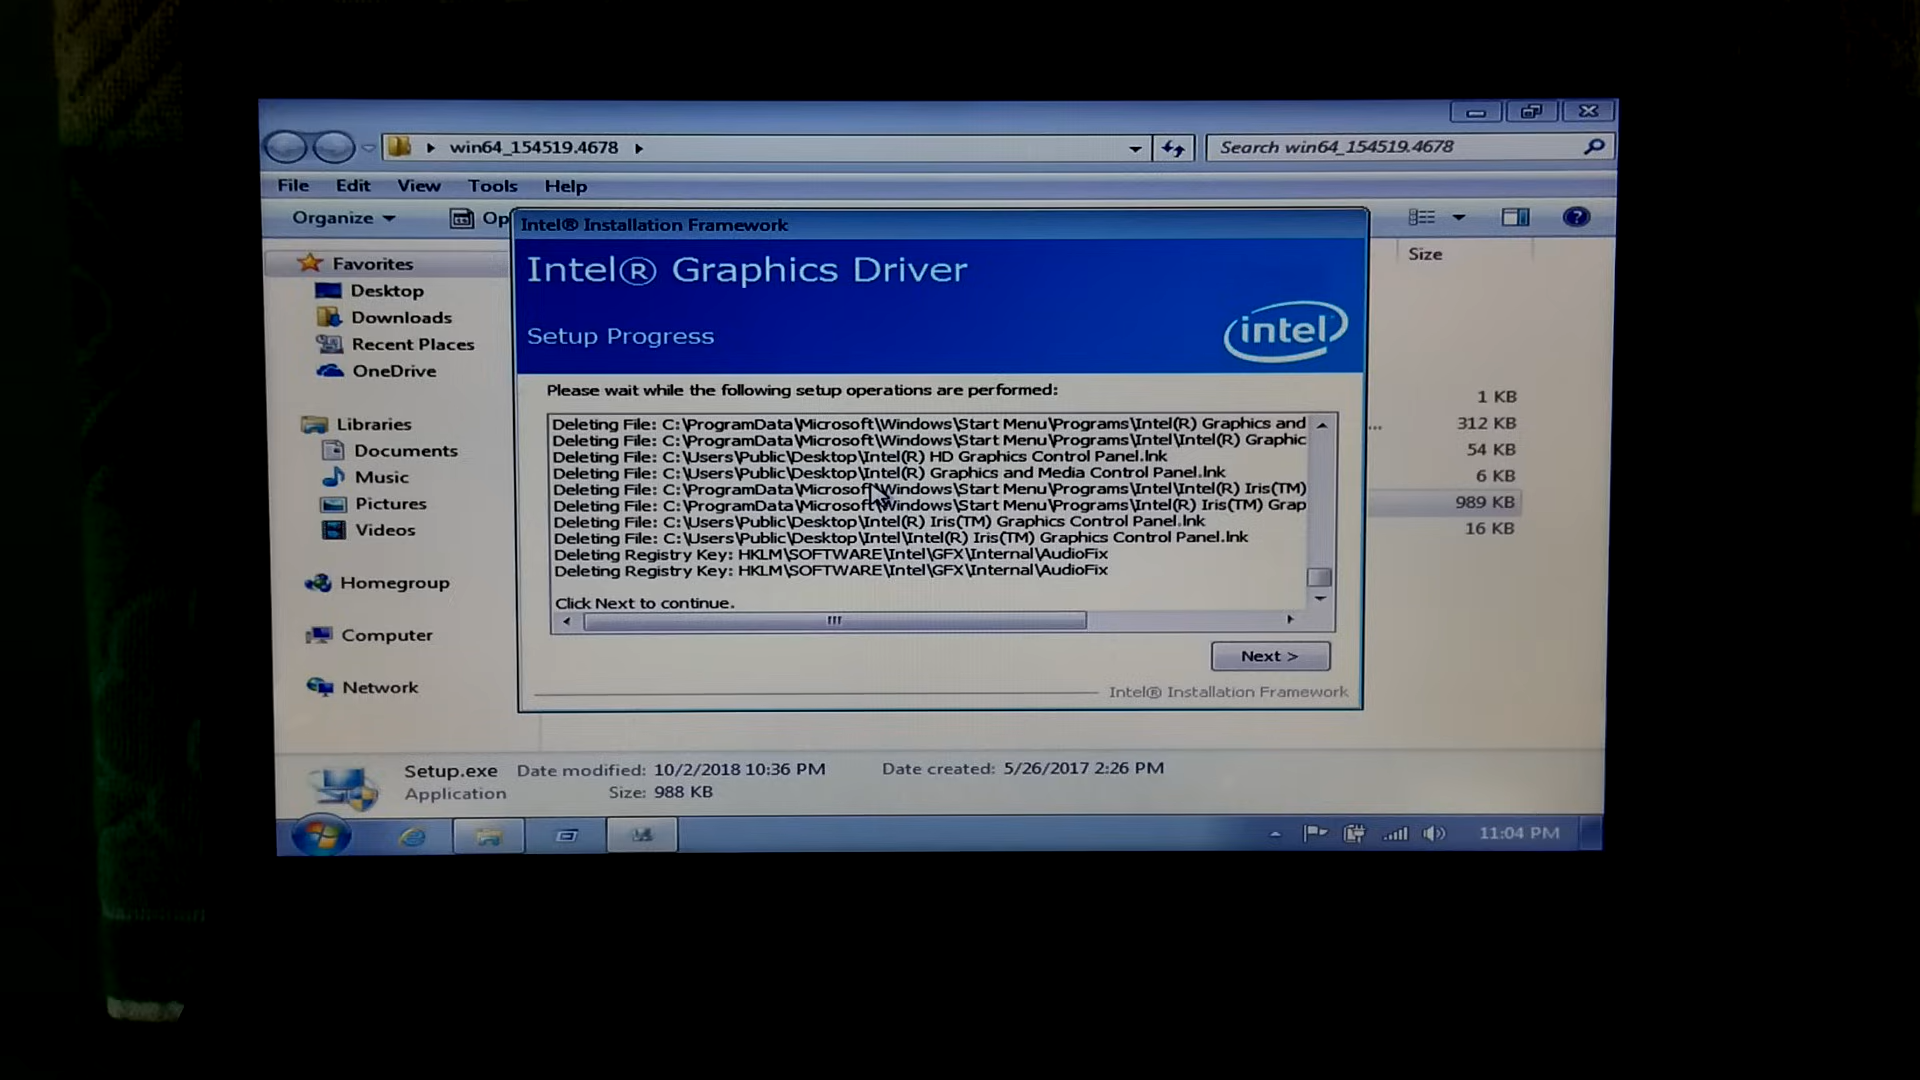 win64_154519.4678
Search win64_154519.4678
File Edit View Tools Help
Organize
Op
Size
Intel® Installation Framework
Intel® Graphics Driver
Setup Progress
intel
Favorites
Desktop
Downloads
Recent Places
OneDrive
Libraries
Documents
Music
Pictures
Videos
Homegroup
Computer
Network
Please wait while the following setup operations are performed:
Deleting File: C:\ProgramData\Microsoft\Windows\Start Menu\Programs\Intel(R) Graphics and
Deleting File: C:\ProgramData\Microsoft\Windows\Start Menu\Programs\Intel\Intel(R) Graphic
Deleting File: C:\Users\Public\Desktop\Intel(R) HD Graphics Control Panel.lnk
Deleting File: C:\Users\Public\Desktop\Intel(R) Graphics and Media Control Panel.lnk
Deleting File: C:\ProgramData\Microsoft\Windows\Start Menu\Programs\Intel\Intel(R) Iris(TM)
Deleting File: C:\ProgramData\Microsoft\Windows\Start Menu\Programs\Intel(R) Iris(TM) Grap
Deleting File: C:\Users\Public\Desktop\Intel(R) Iris(TM) Graphics Control Panel.lnk
Deleting File: C:\Users\Public\Desktop\Intel\Intel(R) Iris(TM) Graphics Control Panel.lnk
Deleting Registry Key: HKLM\SOFTWARE\Intel\GFX\Internal\AudioFix
Deleting Registry Key: HKLM\SOFTWARE\Intel\GFX\Internal\AudioFix
Click Next to continue.
Next >
Intel® Installation Framework
1 KB
... 312 KB
54 KB
6 KB
989 KB
16 KB
Setup.exe Date modified: 10/2/2018 10:36 PM Date created: 5/26/2017 2:26 PM
Application Size: 988 KB
11:04 PM